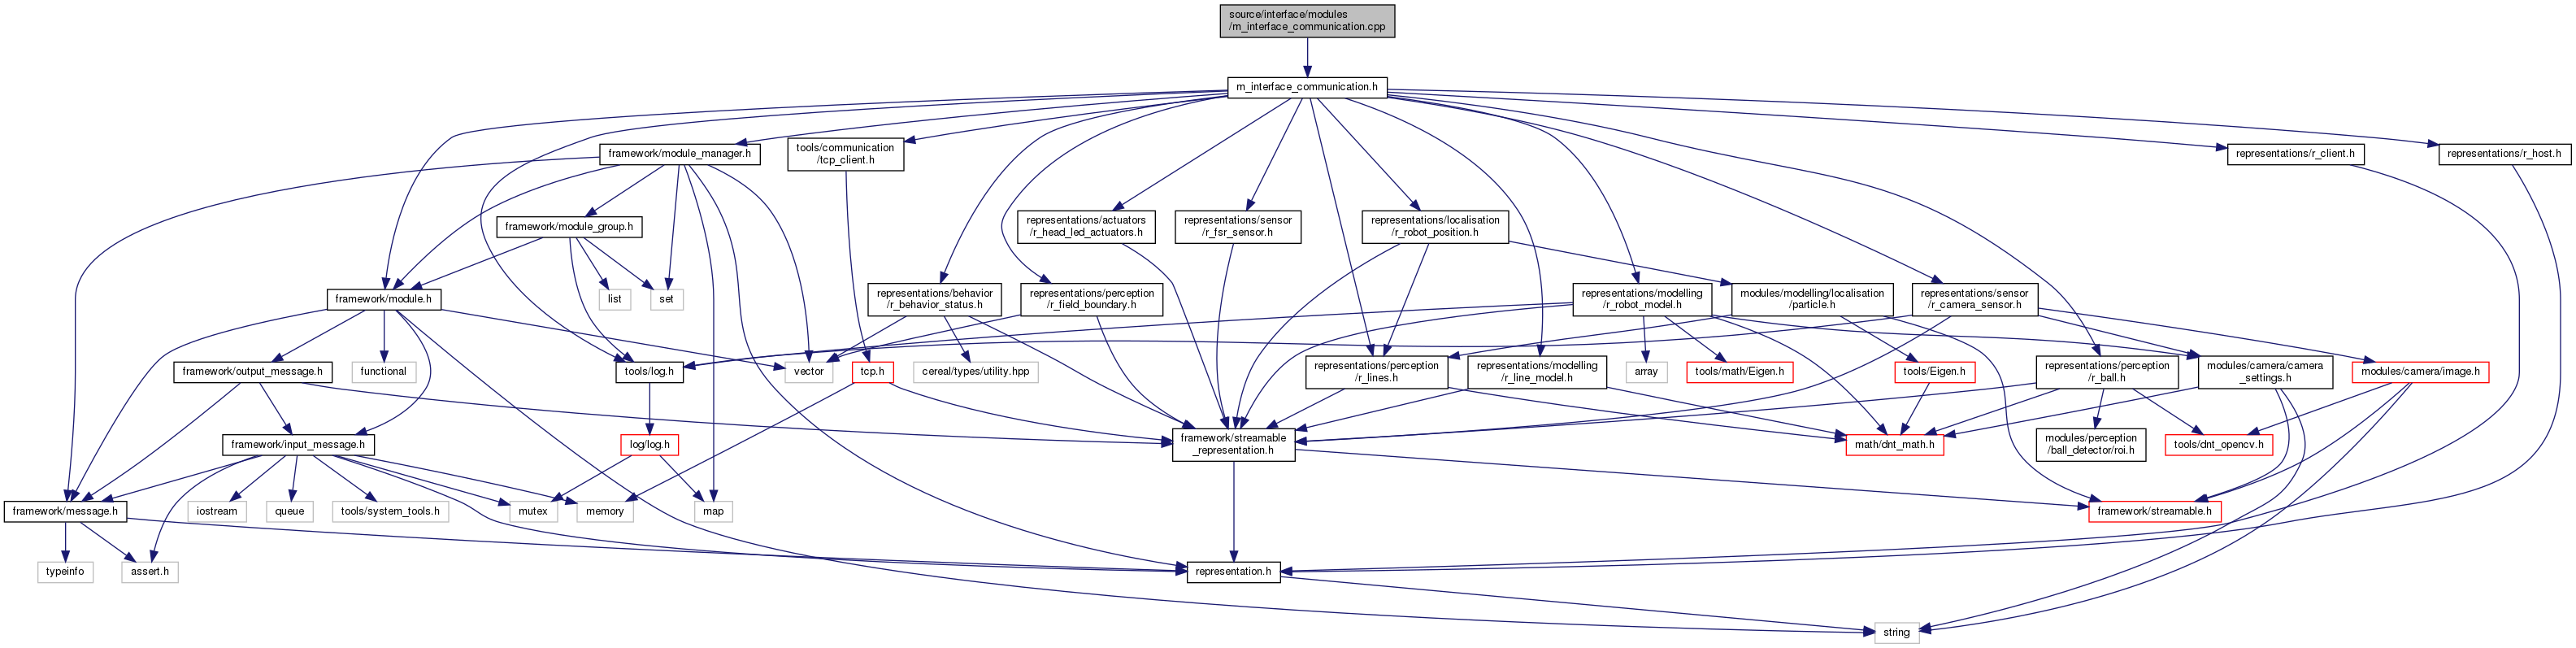 source/interface/modules
/m_interface_communication.cpp
m_interface_communication.h
framework/module_manager.h
tools/communication
/tcp_client.h
representations/r_client.h
representations/r_host.h
framework/module_group.h
representations/actuators
/r_head_led_actuators.h
representations/sensor
/r_fsr_sensor.h
representations/localisation
/r_robot_position.h
framework/module.h
list
set
representations/behavior
/r_behavior_status.h
representations/perception
/r_field_boundary.h
representations/modelling
/r_robot_model.h
modules/modelling/localisation
/particle.h
representations/sensor
/r_camera_sensor.h
framework/output_message.h
functional
tools/log.h
vector
tcp.h
cereal/types/utility.hpp
representations/perception
/r_lines.h
representations/modelling
/r_line_model.h
array
tools/math/Eigen.h
tools/Eigen.h
representations/perception
/r_ball.h
modules/camera/camera
_settings.h
modules/camera/image.h
framework/input_message.h
log/log.h
framework/streamable
_representation.h
math/dnt_math.h
modules/perception
/ball_detector/roi.h
tools/dnt_opencv.h
framework/message.h
iostream
queue
tools/system_tools.h
mutex
memory
map
framework/streamable.h
typeinfo
assert.h
representation.h
string